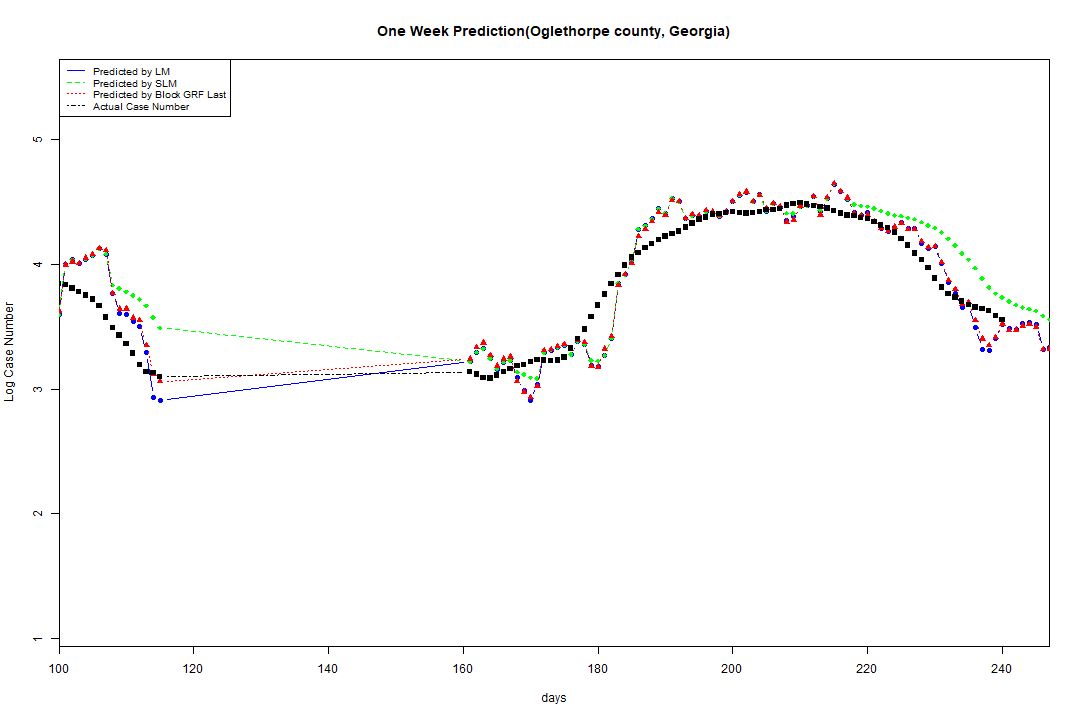 One Week Prediction(Oglethorpe county, Georgia)
Predicted by LM
Predicted by SLM
Predicted by Block GRF Last
Actual Case Number
5
4
3
2
1
Log Case Number
100 120 140 160 180 200 220 240
days